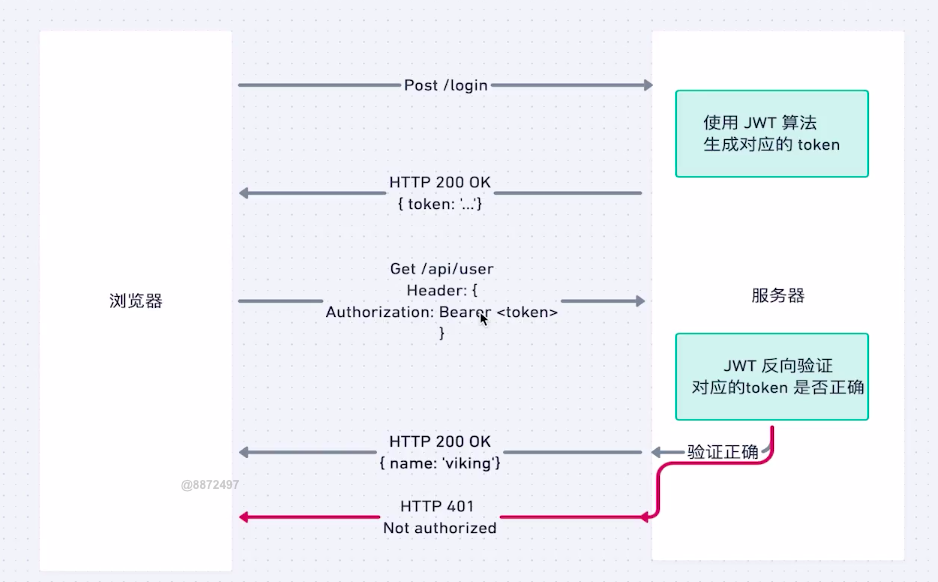 Post /login
使用 JWT 算法
生成对应的 token
HTTP 200 OK
{ token: '...'}
Get /api/user
Header: {
Authorization: Bearer <token>
}
浏览器
服务器
JWT 反向验证
对应的token 是否正确
HTTP 200 OK
{ name: 'viking'}
验证正确
@8872497
HTTP 401
Not authorized